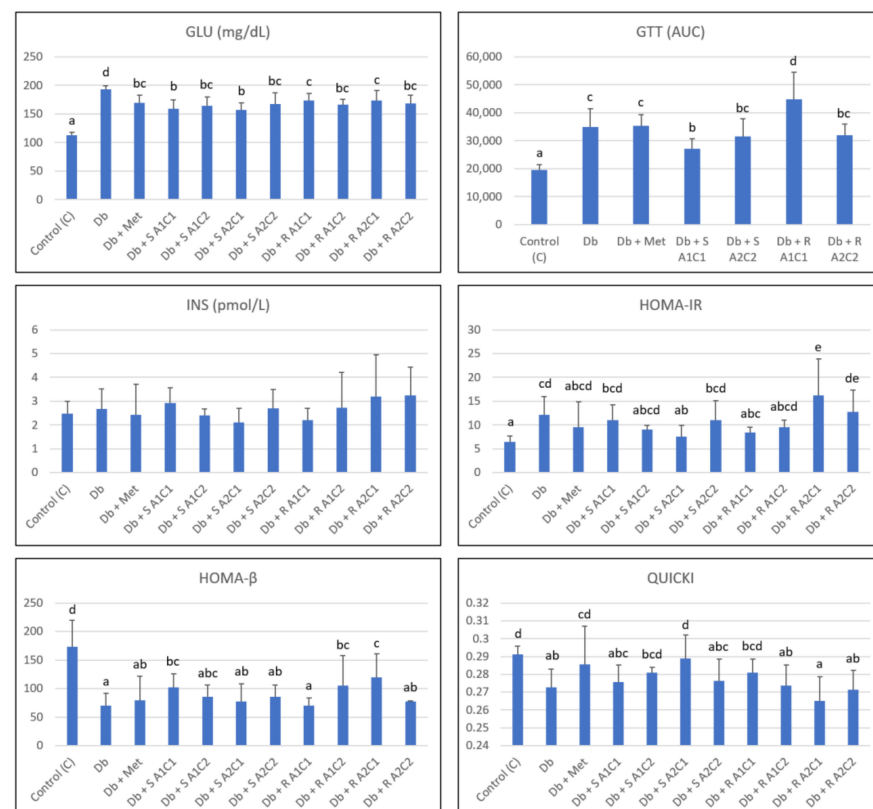 GLU (mg/dL)
250
200
150
100
50
0
a
d
bc
b
bc
b
bc
c
bc
c
bc
Control (C)
Db
Db + Met
Db + S A1C1
Db + S A1C2
Db + S A2C1
Db + S A2C2
Db + R A1C1
Db + R A1C2
Db + R A2C1
Db + R A2C2
GTT (AUC)
60,000
50,000
40,000
30,000
20,000
10,000
0
a
c
c
b
bc
d
bc
Control
(C)
Db
Db + Met
Db + S
A1C1
Db + S
A2C2
Db + R
A1C1
Db + R
A2C2
INS (pmol/L)
6
5
4
3
2
1
0
Control (C)
Db
Db + Met
Db + S A1C1
Db + S A1C2
Db + S A2C1
Db + S A2C2
Db + R A1C1
Db + R A1C2
Db + R A2C1
Db + R A2C2
HOMA-IR
30
25
20
15
10
5
0
a
cd
abcd
bcd
abcd
ab
bcd
abc
abcd
e
de
Control (C)
Db
Db + Met
Db + S A1C1
Db + S A1C2
Db + S A2C1
Db + S A2C2
Db + R A1C1
Db + R A1C2
Db + R A2C1
Db + R A2C2
HOMA-β
250
200
150
100
50
0
d
a
ab
bc
abc
ab
ab
a
bc
c
ab
Control (C)
Db
Db + Met
Db + S A1C1
Db + S A1C2
Db + S A2C1
Db + S A2C2
Db + R A1C1
Db + R A1C2
Db + R A2C1
Db + R A2C2
QUICKI
0.32
0.31
0.3
0.29
0.28
0.27
0.26
0.25
0.24
d
ab
cd
abc
bcd
d
abc
bcd
ab
a
ab
Control (C)
Db
Db + Met
Db + S A1C1
Db + S A1C2
Db + S A2C1
Db + S A2C2
Db + R A1C1
Db + R A1C2
Db + R A2C1
Db + R A2C2